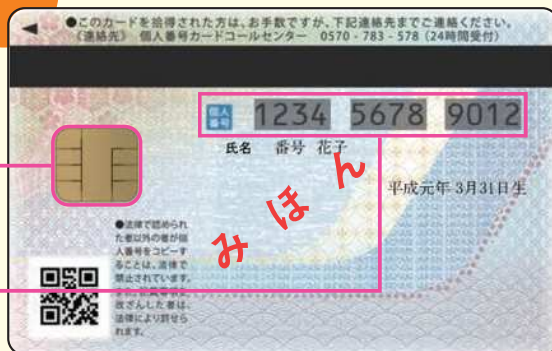 ●このカードを拾得された方は、お手数ですが、下記連絡先までご連絡ください。
《連絡先》 個人番号カードコールセンター 0570-783-578(24時間受付)
個人
番号 1234 5678 9012
氏名 番号 花子
平成元年 3月31日生
みほん
●法律で認められ
た者以外の者が個
人番号をコピーす
ることは、法律で
禁止されています。
また、記載事項を
改ざんした者は、
法律により罰せら
れます。